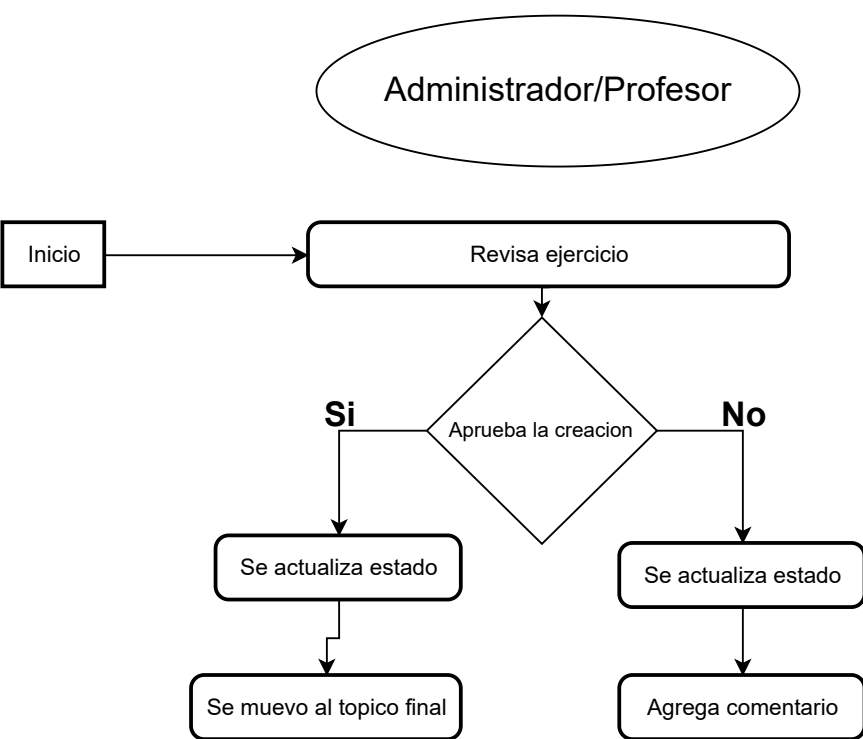 Administrador/Profesor
Inicio
Revisa ejercicio
Si
No
Aprueba la creacion
Se actualiza estado
Se actualiza estado
Se muevo al topico final
Agrega comentario